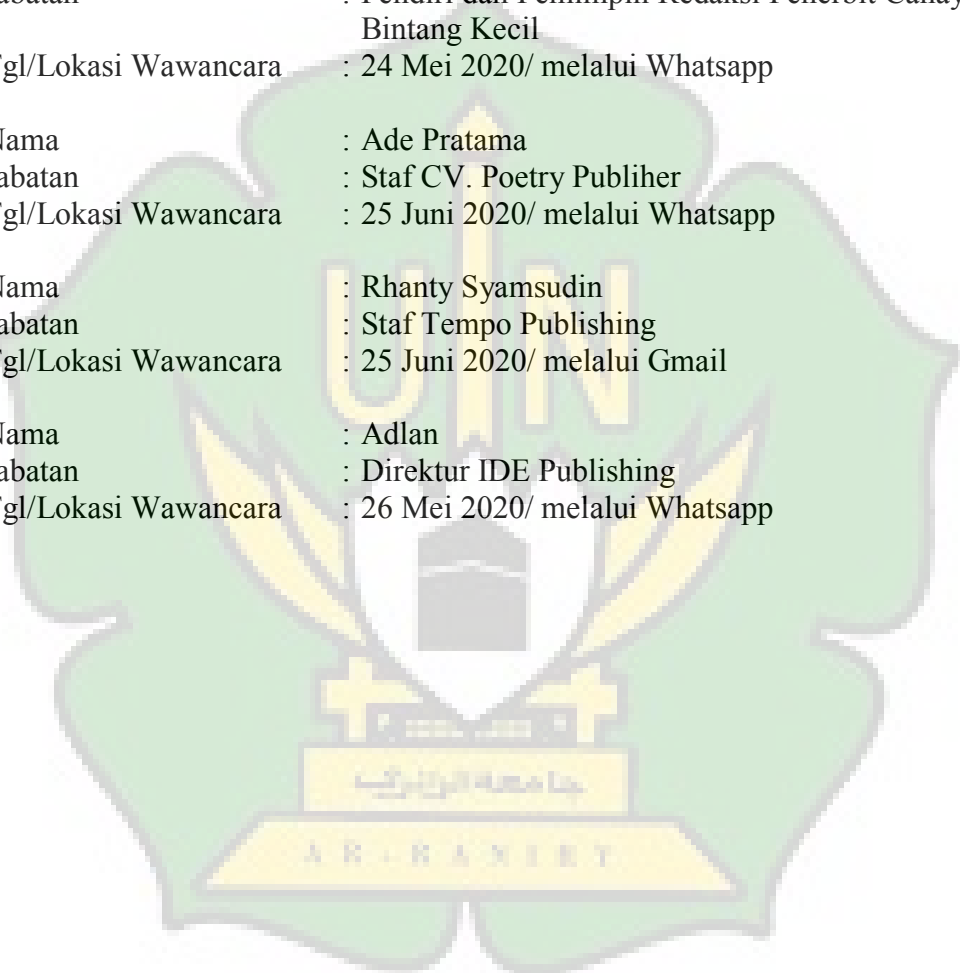 abatan : Pendiri dan Pemimpin Redaksi Penerbit Cahay
Bintang Kecil
Tgl/Lokasi Wawancara : 24 Mei 2020/ melalui Whatsapp
Nama : Ade Pratama
abatan : Staf CV. Poetry Publiher
Tgl/Lokasi Wawancara : 25 Juni 2020/ melalui Whatsapp
Nama : Rhanty Syamsudin
abatan : Staf Tempo Publishing
Tgl/Lokasi Wawancara : 25 Juni 2020/ melalui Gmail
Nama : Adlan
abatan : Direktur IDE Publishing
Tgl/Lokasi Wawancara : 26 Mei 2020/ melalui Whatsapp
UIN
AR-RANIRY